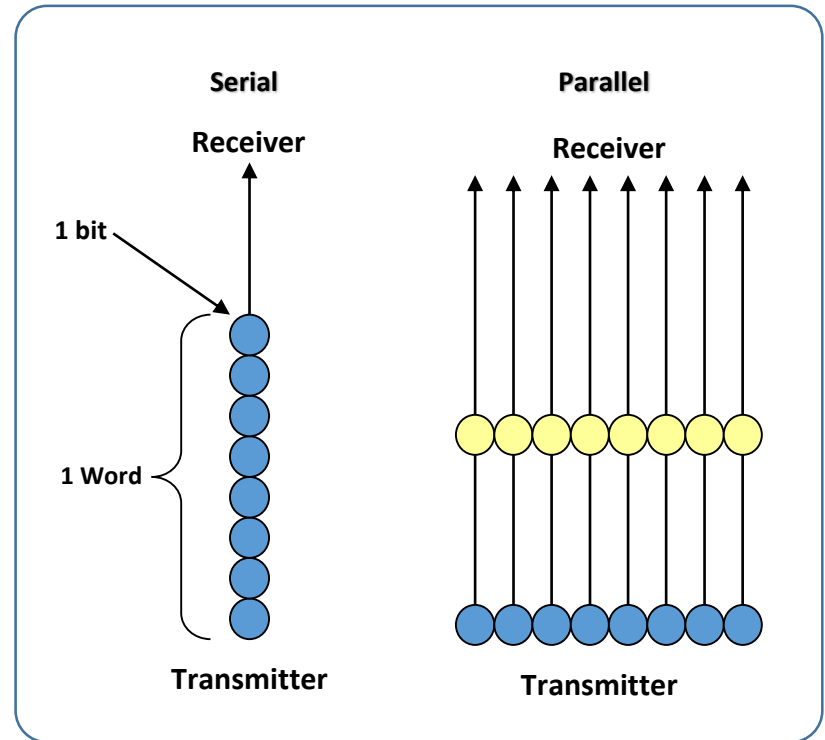 Serial
Receiver
1 bit
1 Word
Transmitter
Parallel
Receiver
Transmitter